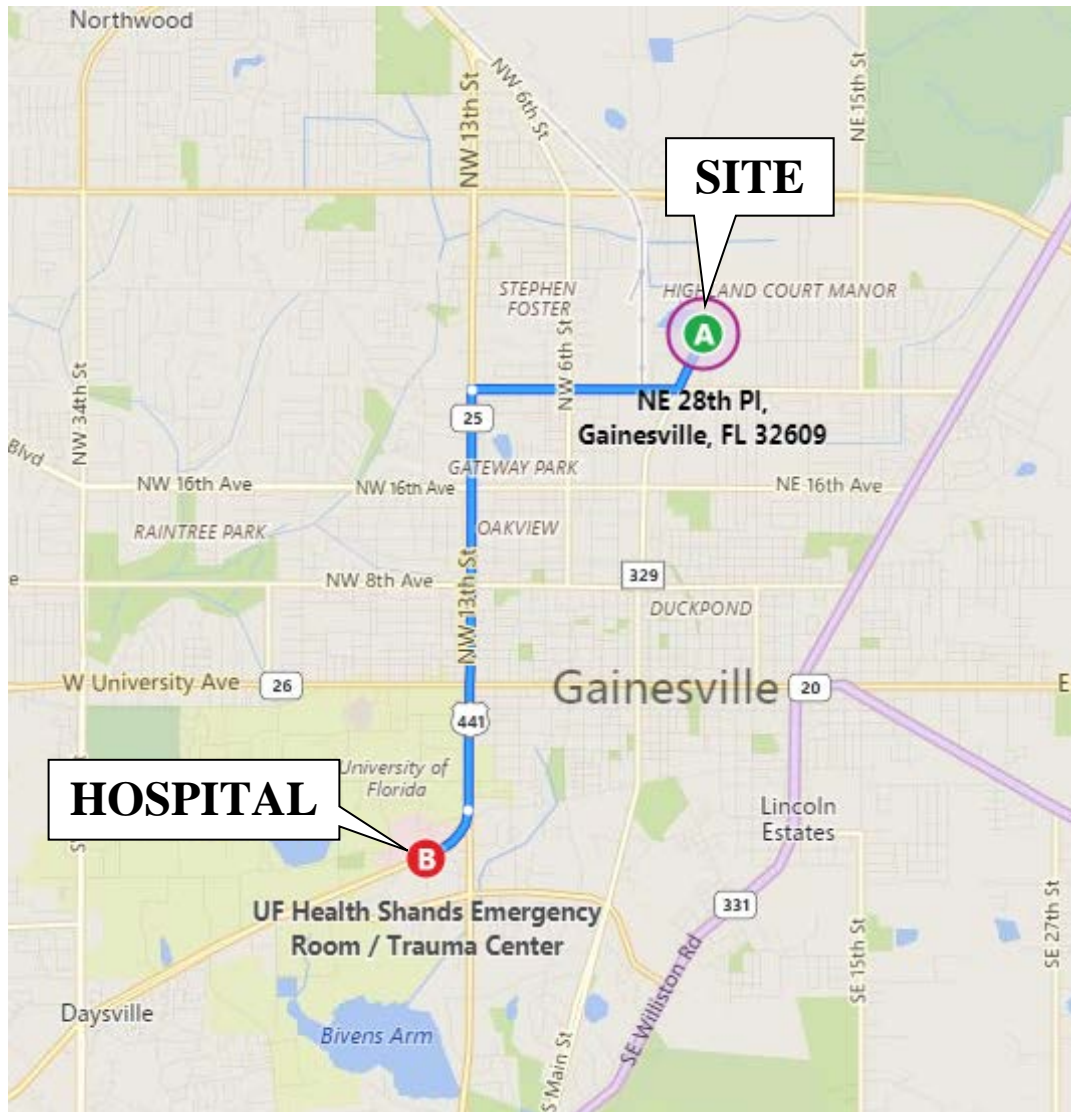 Northwood
NW 6th St
NW 13th St
NE 15th St
SITE
STEPHEN
FOSTER
HIGHLAND COURT MANOR
A
NW 6th St
NW 34th St
NE 28th Pl,
Gainesville, FL 32609
25
Blvd
GATEWAY PARK
NW 16th Ave
NW 16th Ave
NE 16th Ave
RAINTREE PARK
OAKVIEW
NW 13th St
NW 8th Ave
329
DUCKPOND
W University Ave
26
Gainesville
20
E
441
University of
Florida
HOSPITAL
Lincoln
Estates
B
UF Health Shands Emergency
Room / Trauma Center
331
SE 27th St
SE 15th St
SE Williston Rd
Daysville
Bivens Arm
S Main St